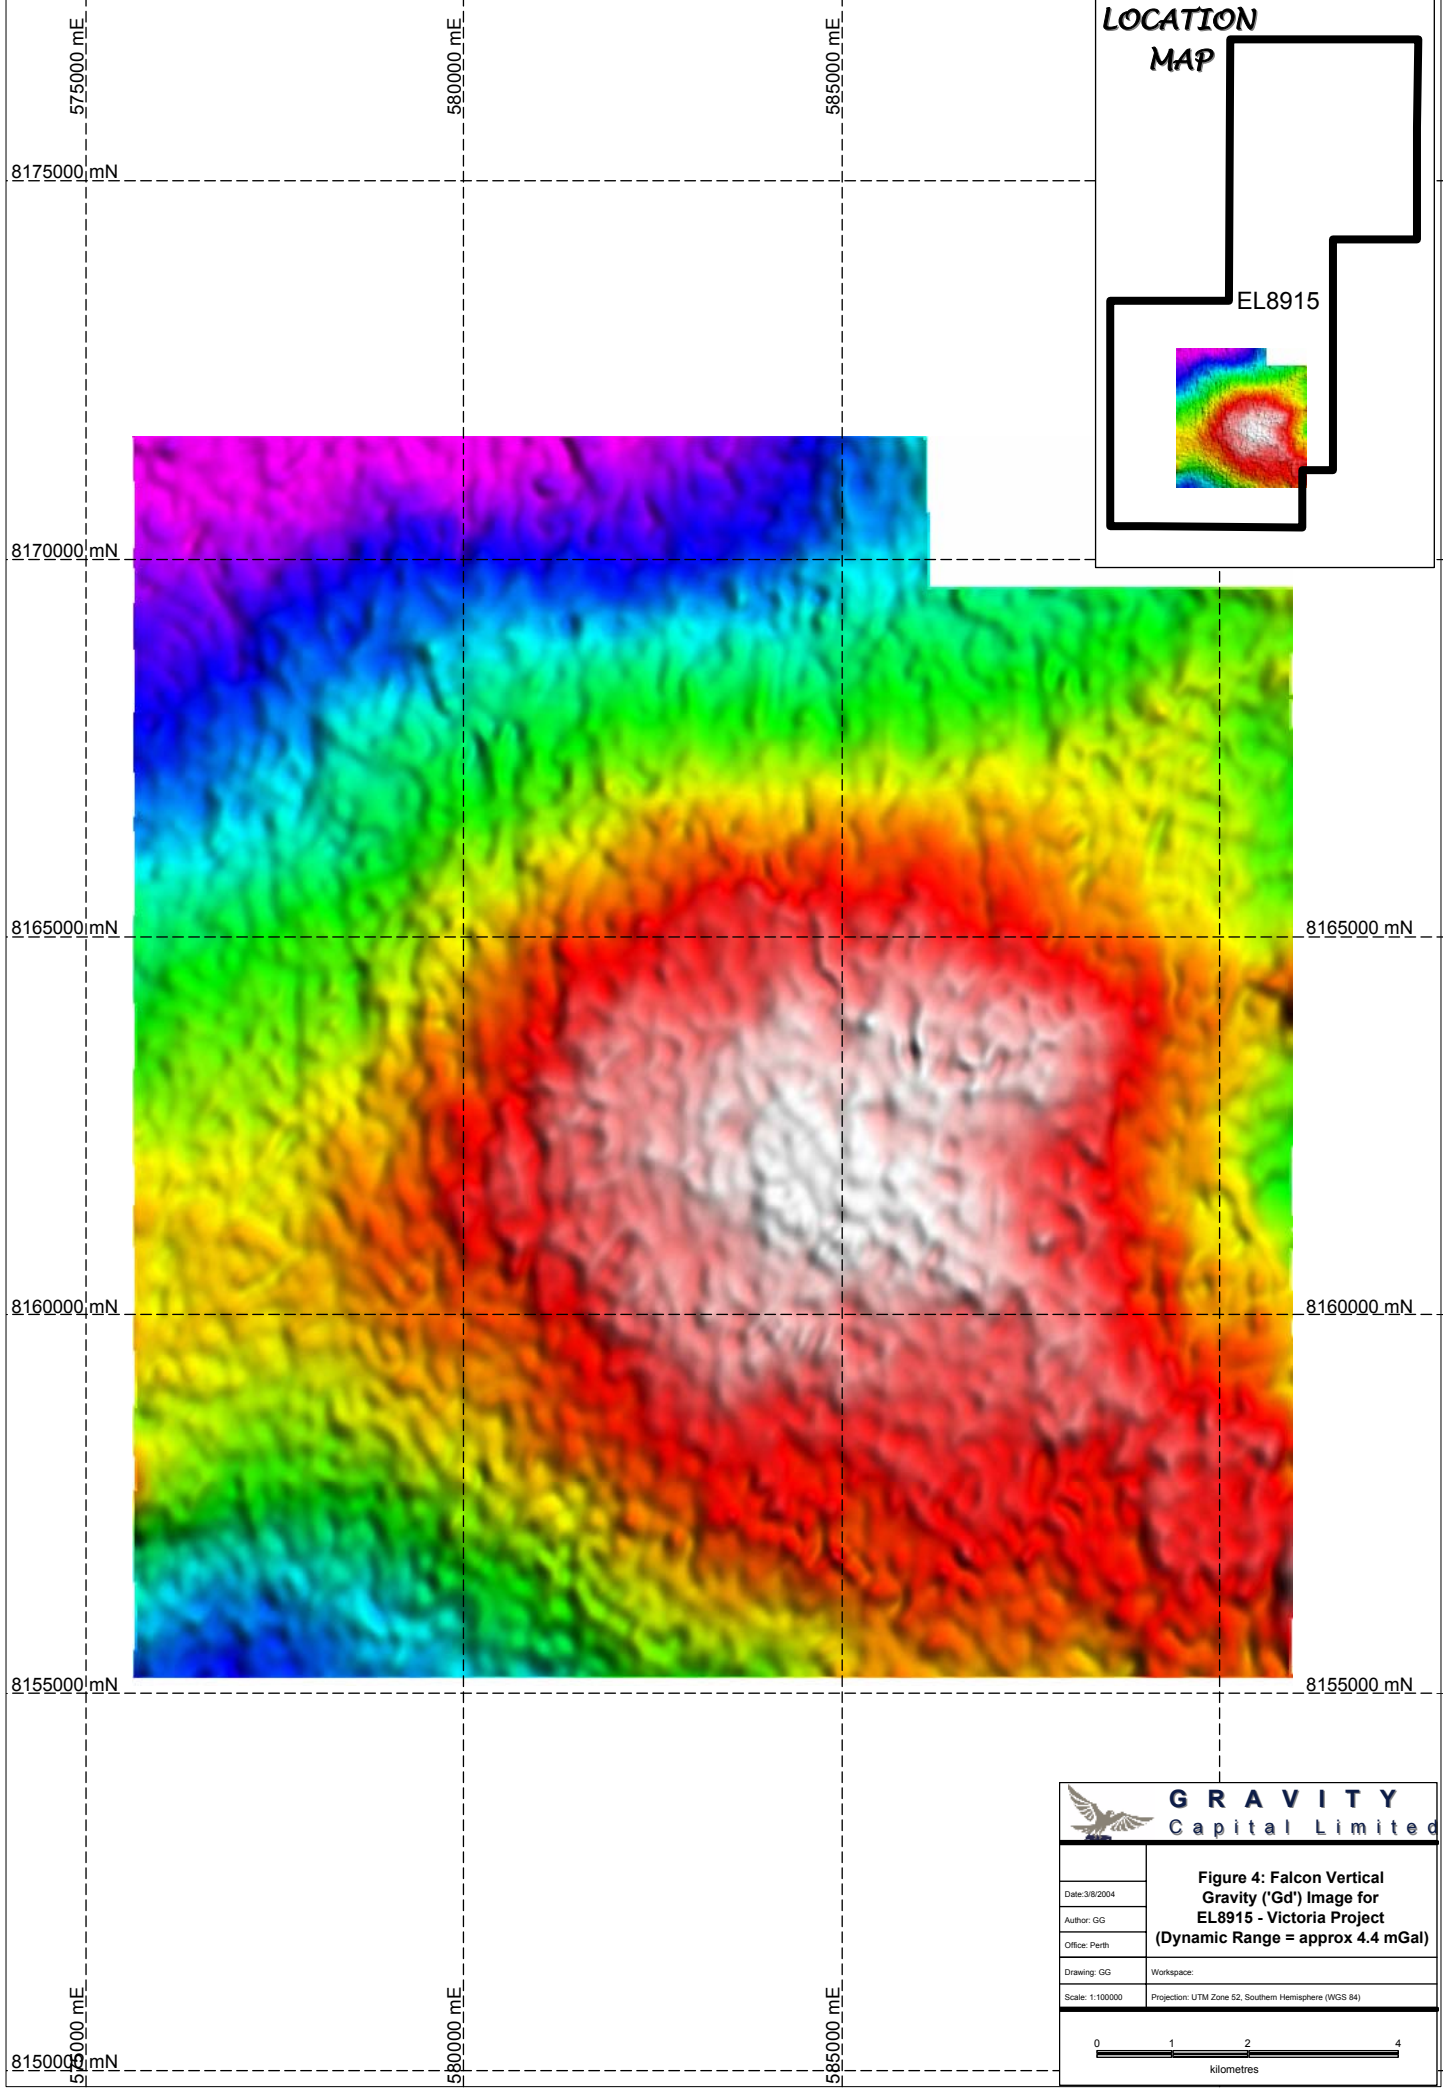 575000 mE
580000 mE
585000 mE
LOCATION
MAP
8175000 mN
EL8915
8170000 mN
8165000 mN
8165000 mN
8160000 mN
8160000 mN
8155000 mN
8155000 mN
GRAVITY
Capital Limited
Figure 4: Falcon Vertical
Gravity ('Gd') Image for
EL8915 - Victoria Project
(Dynamic Range = approx 4.4 mGal)
Date:3/8/2004
Author: GG
Office: Perth
Drawing: GG
Workspace:
Scale: 1:100000
Projection: UTM Zone 52, Southern Hemisphere (WGS 84)
0 1 2 4
kilometres
8150000 mN
575000 mE
580000 mE
585000 mE